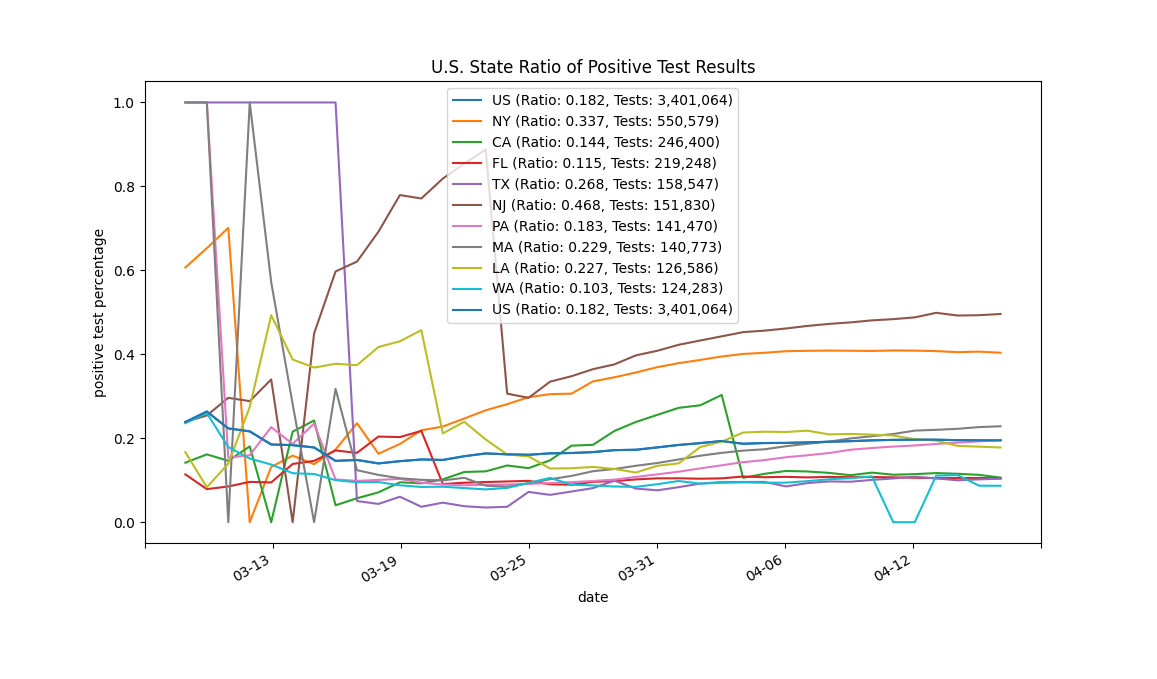 U.S. State Ratio of Positive Test Results
US (Ratio: 0.182, Tests: 3,401,064)
NY (Ratio: 0.337, Tests: 550,579)
CA (Ratio: 0.144, Tests: 246,400)
FL (Ratio: 0.115, Tests: 219,248)
TX (Ratio: 0.268, Tests: 158,547)
NJ (Ratio: 0.468, Tests: 151,830)
PA (Ratio: 0.183, Tests: 141,470)
MA (Ratio: 0.229, Tests: 140,773)
LA (Ratio: 0.227, Tests: 126,586)
WA (Ratio: 0.103, Tests: 124,283)
US (Ratio: 0.182, Tests: 3,401,064)
positive test percentage
1.0
0.8
0.6
0.4
0.2
0.0
03-13
03-19
03-25
03-31
04-06
04-12
date